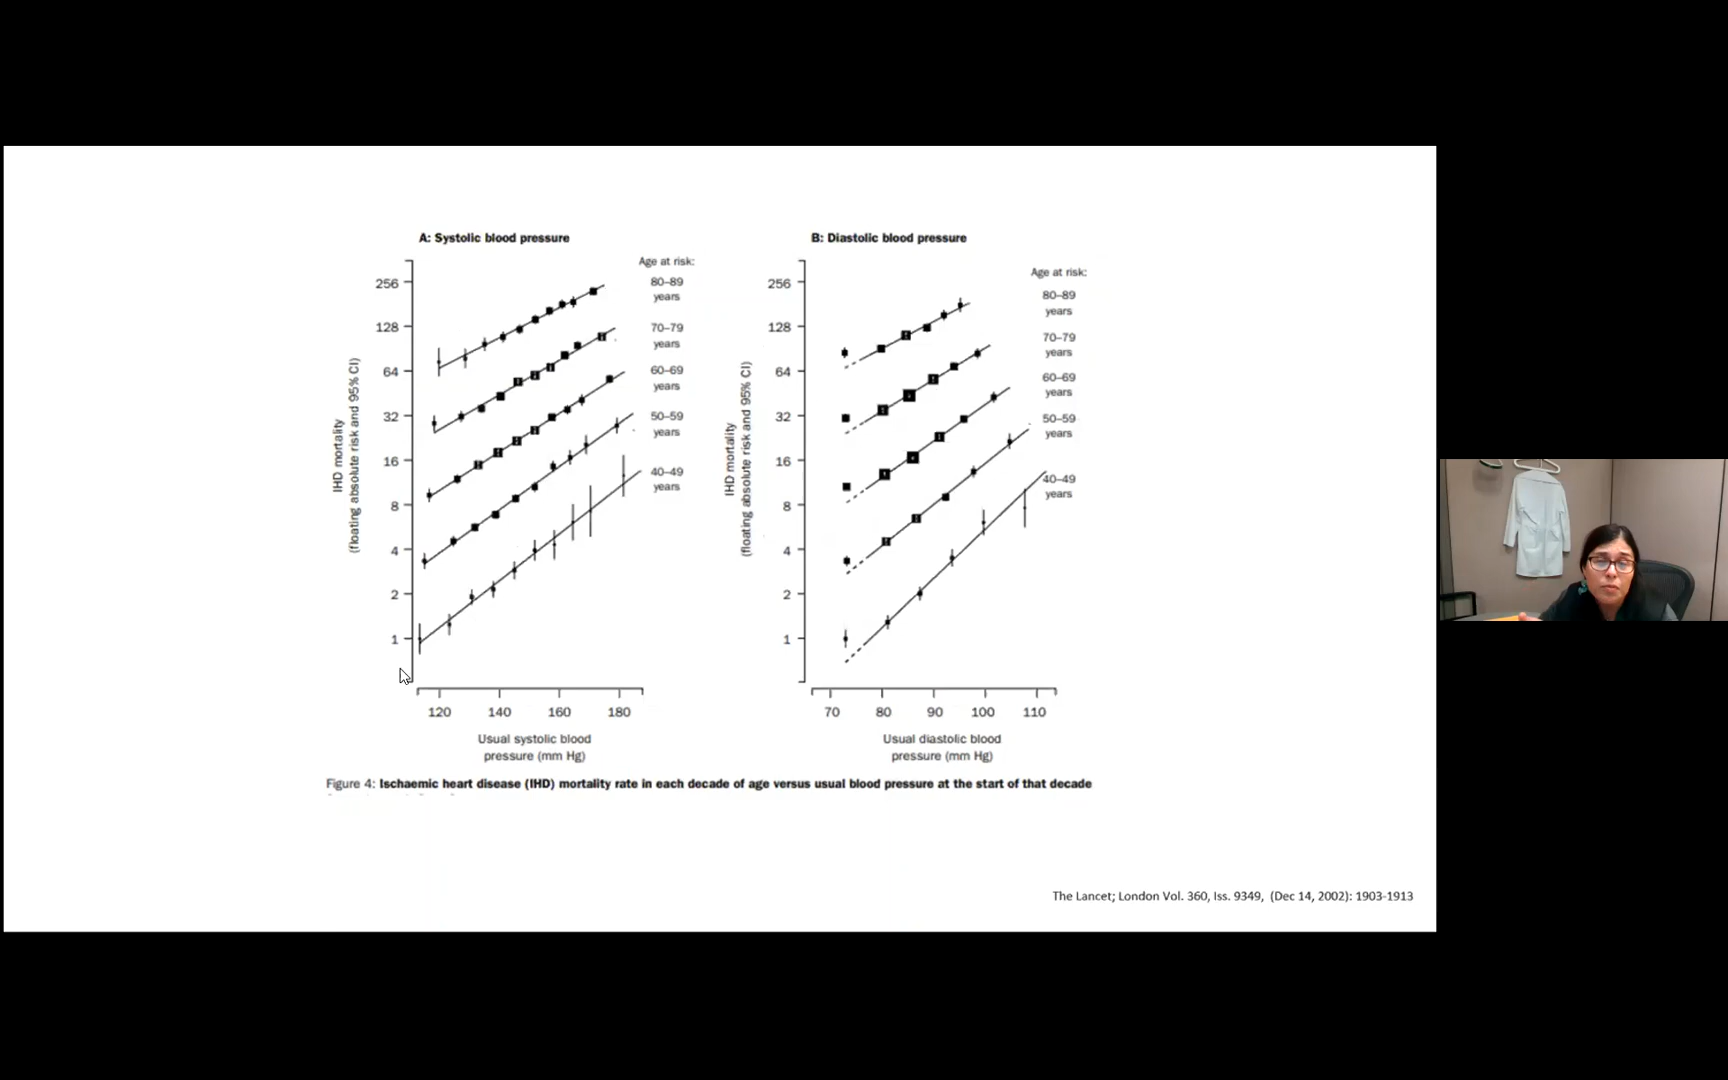 A: Systolic blood pressure
Age at risk:
256
128
64
32
16
8
4
2
1
80–89
years
70–79
years
60–69
years
50–59
years
40–49
years
IHD mortality
(floating absolute risk and 95% CI)
120 140 160 180
Usual systolic blood
pressure (mm Hg)
B: Diastolic blood pressure
Age at risk:
256
128
64
32
16
8
4
2
1
80–89
years
70–79
years
60–69
years
50–59
years
40–49
years
IHD mortality
(floating absolute risk and 95% CI)
70 80 90 100 110
Usual diastolic blood
pressure (mm Hg)
Figure 4: Ischaemic heart disease (IHD) mortality rate in each decade of age versus usual blood pressure at the start of that decade
The Lancet; London Vol. 360, Iss. 9349, (Dec 14, 2002): 1903-1913